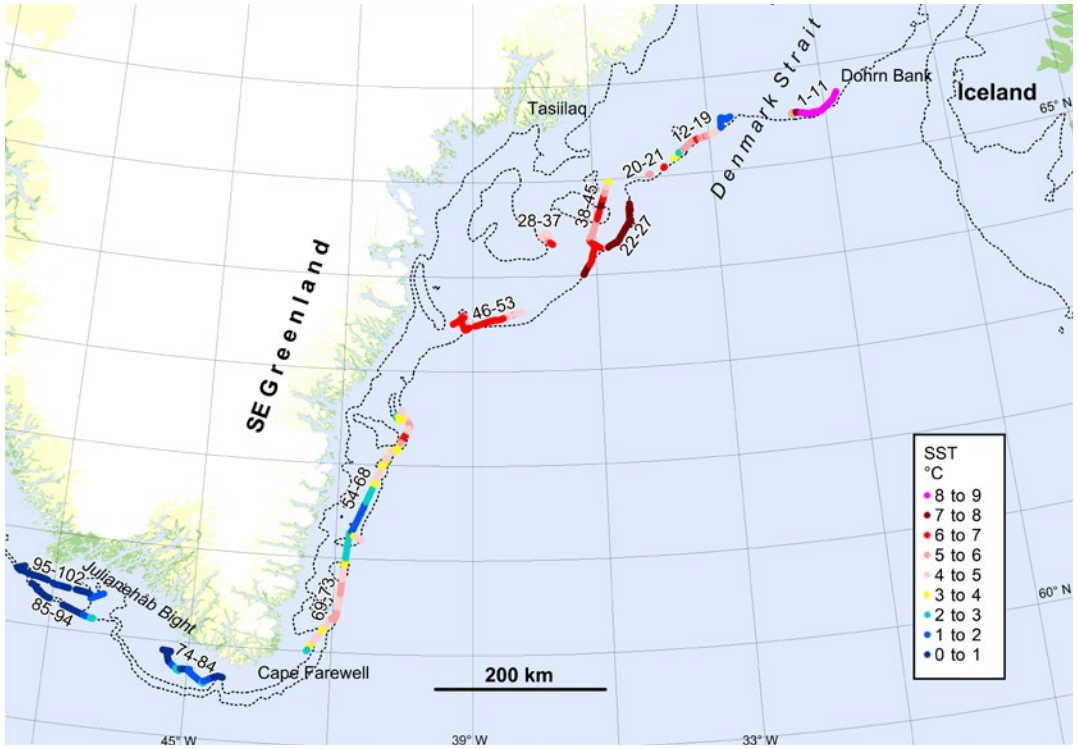 Dohrn Bank
Iceland
65° N
1-11
Denmark Strait
Tasiilaq
12-19
20-21
38-45
28-37
22-27
46-53
SE Greenland
54-68
SST
°C
8 to 9
7 to 8
6 to 7
5 to 6
4 to 5
3 to 4
2 to 3
1 to 2
0 to 1
95-102
Julianehåb Bight
85-94
69-73
60° N
74-84
Cape Farewell
200 km
45° W
39° W
33° W